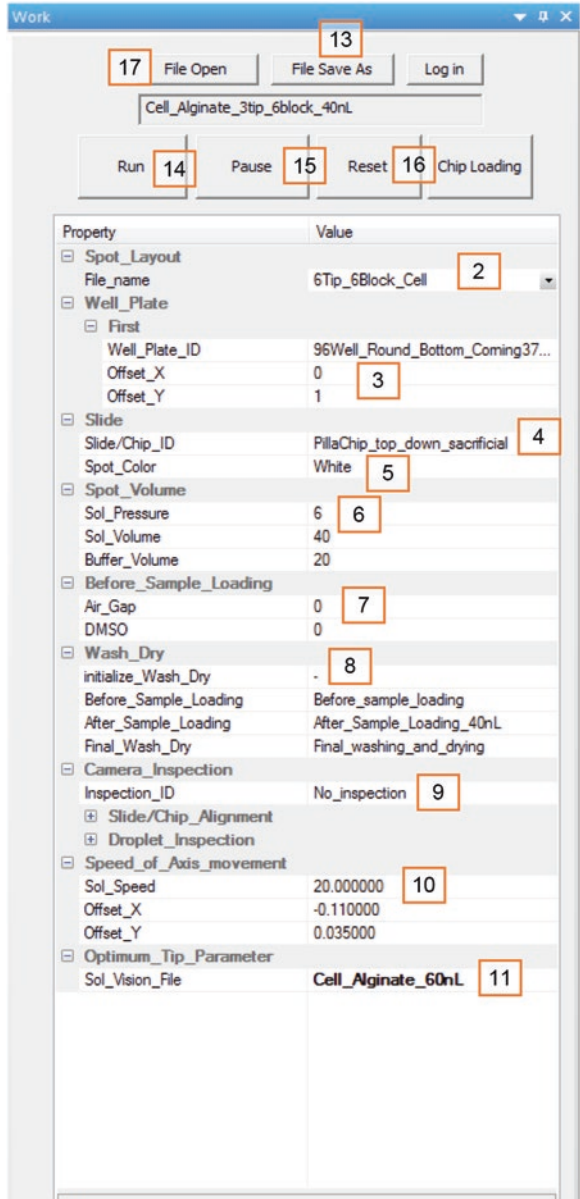 Work
13
17 File Open File Save As Log in
Cell_Alginate_3tip_6block_40nL
Run 14 Pause 15 Reset 16 Chip Loading
Property Value
Spot_Layout
File_name 6Tip_6Block_Cell 2
Well_Plate
First
Well_Plate_ID 96Well_Round_Bottom_Corning37...
Offset_X 0
3
Offset_Y 1
Slide
Slide/Chip_ID PillaChip_top_down_sacrificial 4
Spot_Color White 5
Spot_Volume
Sol_Pressure 6 6
Sol_Volume 40
Buffer_Volume 20
Before_Sample_Loading
Air_Gap 0 7
DMSO 0
Wash_Dry
initialize_Wash_Dry - 8
Before_Sample_Loading Before_sample_loading
After_Sample_Loading After_Sample_Loading_40nL
Final_Wash_Dry Final_washing_and_drying
Camera_Inspection
Inspection_ID No_inspection 9
Slide/Chip_Alignment
Droplet_Inspection
Speed_of_Axis_movement
Sol_Speed 20.000000 10
Offset_X -0.110000
Offset_Y 0.035000
Optimum_Tip_Parameter
Sol_Vision_File Cell_Alginate_60nL 11